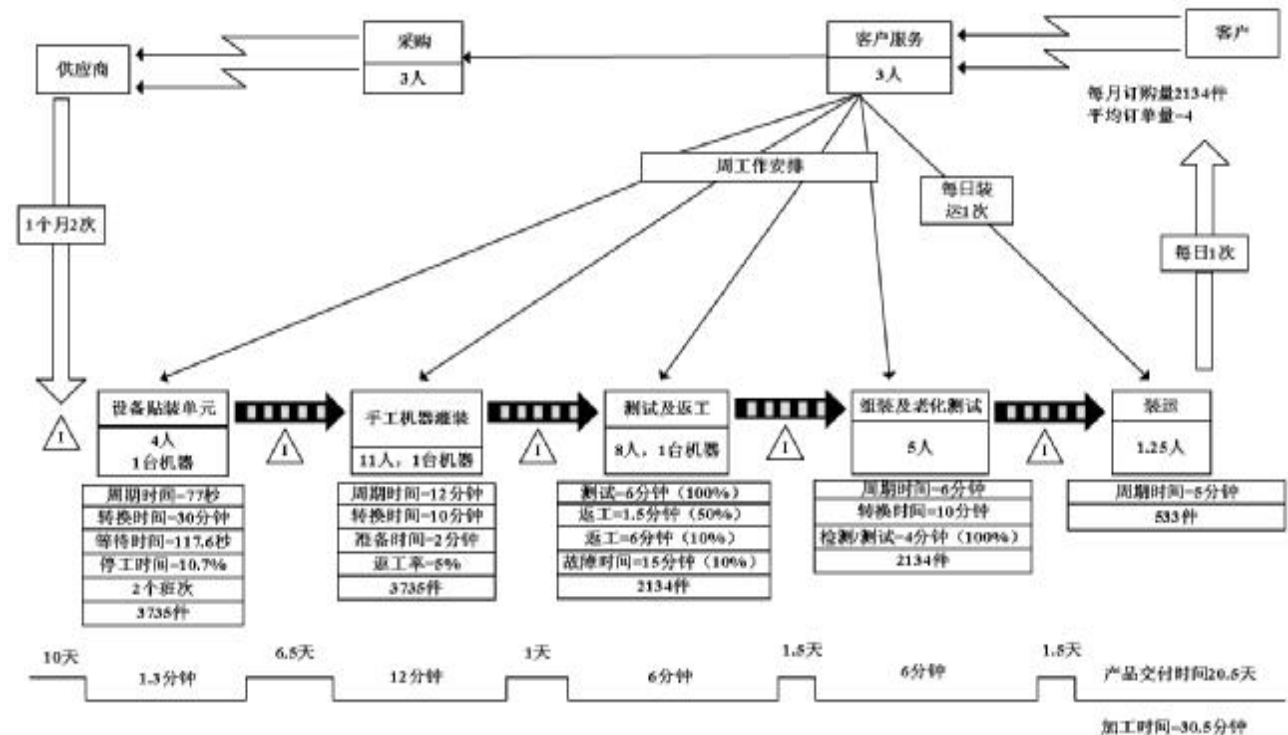 供应商
采购
3人
客户服务
3人
客户
每月订购量2134件
平均订单量=4
周工作安排
每日装
运1次
1个月2次
每日1次
I
设备贴装单元
4人
1台机器
I
手工机器灌装
11人，1台机器
I
测试及返工
8人，1台机器
I
组装及老化测试
5人
I
装运
1.25人
周期时间=77秒
转换时间=30分钟
等待时间=117.6秒
停工时间=10.7%
2个班次
3735件
周期时间=12分钟
转换时间=10分钟
准备时间=2分钟
返工率=5%
3735件
测试=6分钟（100%）
返工=1.5分钟（50%）
返工=6分钟（10%）
故障时间=15分钟（10%）
2134件
周期时间=6分钟
转换时间=10分钟
检测/测试=4分钟（100%）
2134件
周期时间=5分钟
533件
10天
1.3分钟
6.5天
12分钟
1天
6分钟
1.5天
6分钟
1.5天
产品交付时间20.5天
加工时间=30.5分钟